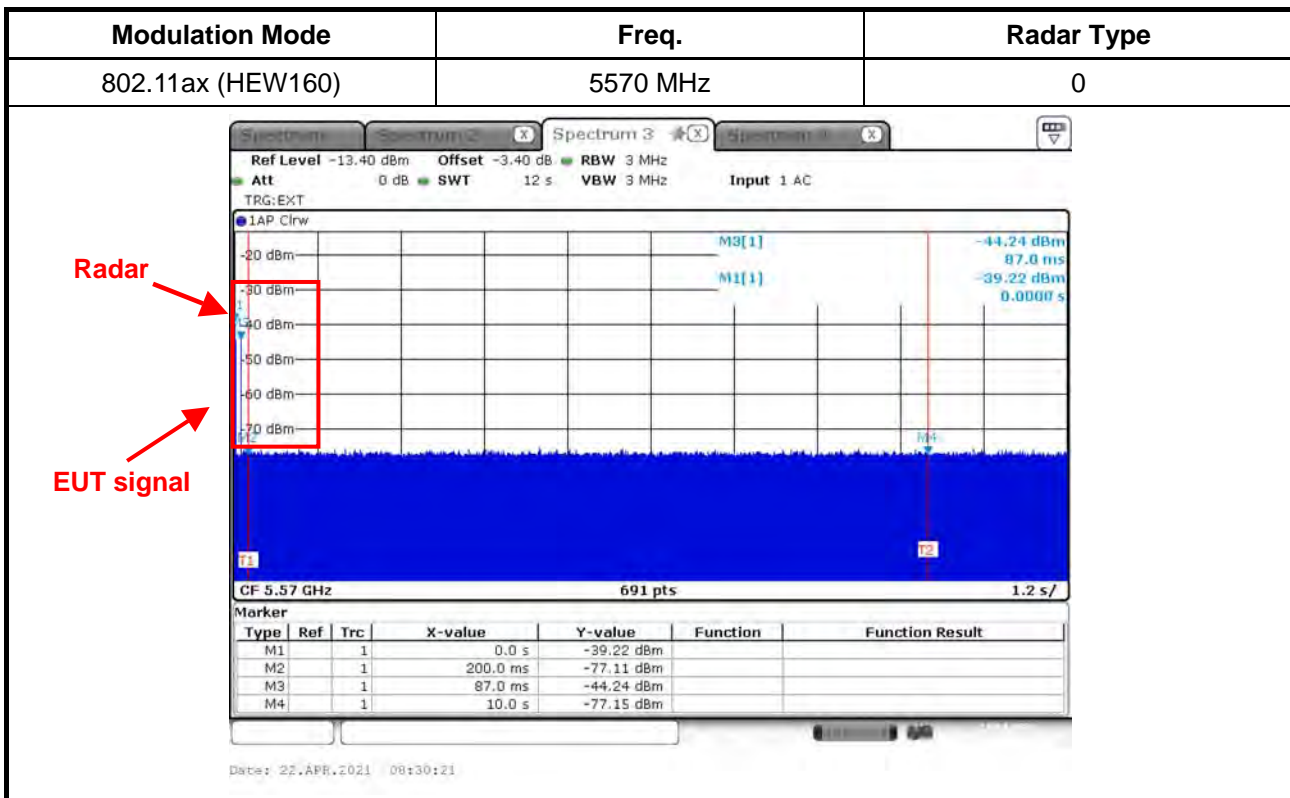 Modulation Mode Freq. Radar Type
802.11ax (HEW160) 5570 MHz 0
Spectrum 3
Ref Level -13.40 dBm Offset -3.40 dB RBW 3 MHz
Att 0 dB SWT 12 s VBW 3 MHz Input 1 AC
TRG:EXT
1AP Clrw
M3[1] -44.24 dBm
87.0 ms
M1[1] -39.22 dBm
0.0000 s
-20 dBm
-30 dBm
-40 dBm
-50 dBm
-60 dBm
-70 dBm
Radar
EUT signal
M2
M4
T1
T2
CF 5.57 GHz 691 pts 1.2 s/
Marker
Type Ref Trc X-value Y-value Function Function Result
M1 1 0.0 s -39.22 dBm
M2 1 200.0 ms -77.11 dBm
M3 1 87.0 ms -44.24 dBm
M4 1 10.0 s -77.15 dBm
Date: 22.APR.2021 08:30:21